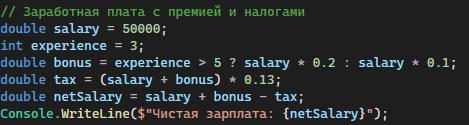 // Заработная плата с премией и налогами
double salary = 50000;
int experience = 3;
double bonus = experience > 5 ? salary * 0.2 : salary * 0.1;
double tax = (salary + bonus) * 0.13;
double netSalary = salary + bonus - tax;
Console.WriteLine($"Чистая зарплата: {netSalary}");